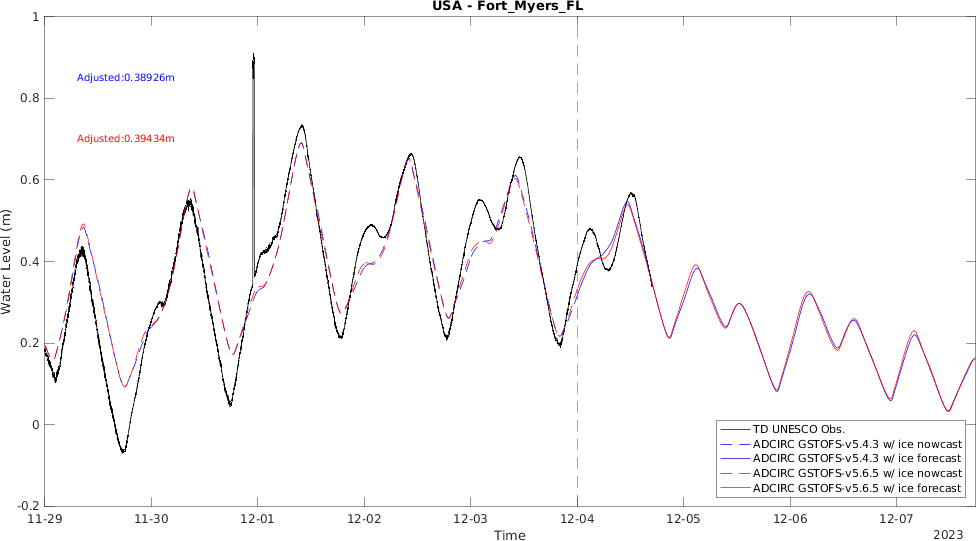 USA - Fort_Myers_FL
1
0.8
0.6
0.4
0.2
0
-0.2
Water Level (m)
Adjusted:0.38926m
Adjusted:0.39434m
TD UNESCO Obs.
ADCIRC GSTOFS-v5.4.3 w/ ice nowcast
ADCIRC GSTOFS-v5.4.3 w/ ice forecast
ADCIRC GSTOFS-v5.6.5 w/ ice nowcast
ADCIRC GSTOFS-v5.6.5 w/ ice forecast
11-29 11-30 12-01 12-02 12-03 12-04 12-05 12-06 12-07
Time
2023